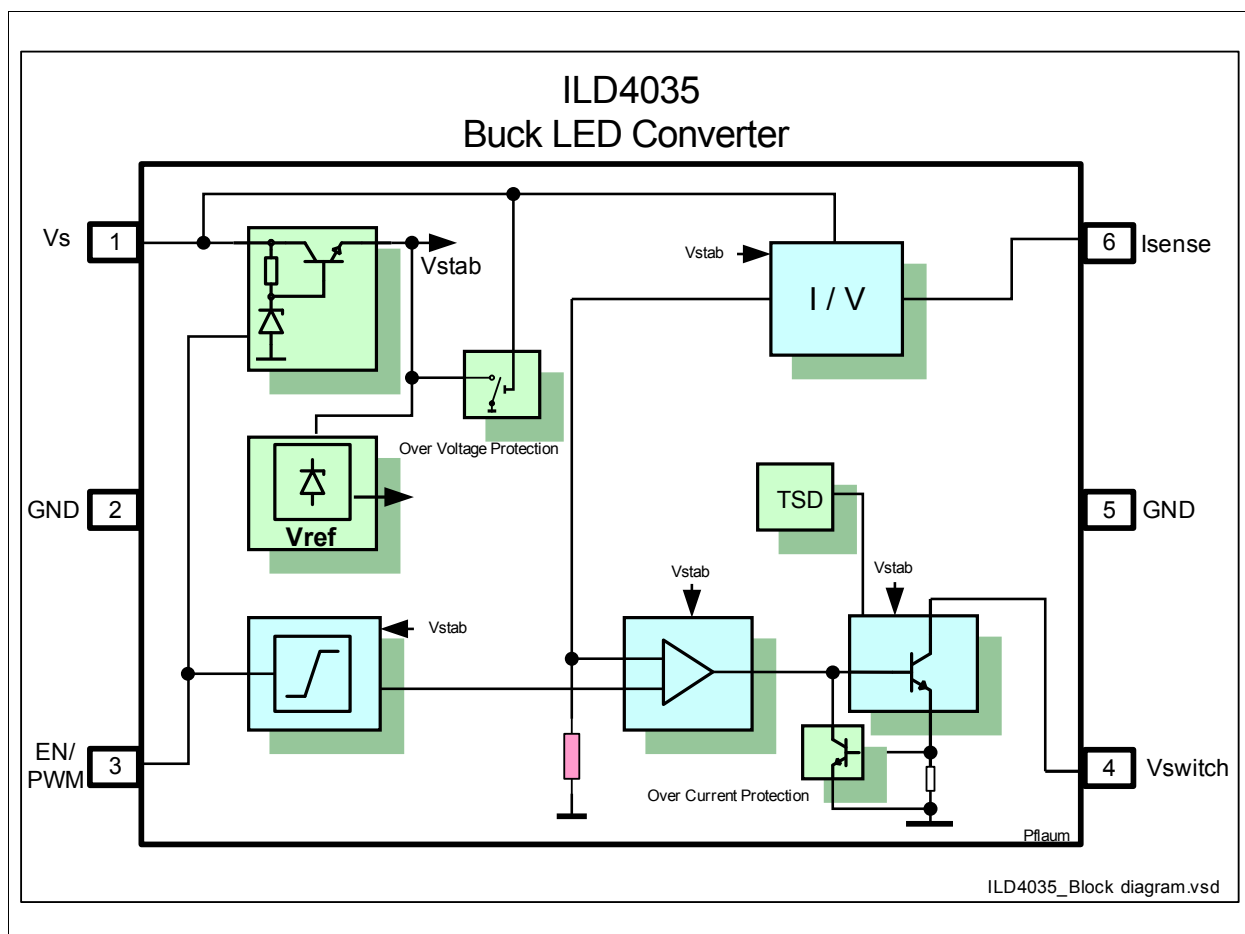 ILD4035
Buck LED Converter
Vs
1
Vstab
Vstab
I / V
6
Isense
Over Voltage Protection
GND
2
Vref
TSD
5
GND
Vstab
Vstab
Vstab
EN/
PWM
3
Over Current Protection
4
Vswitch
Pflaum
ILD4035_Block diagram.vsd